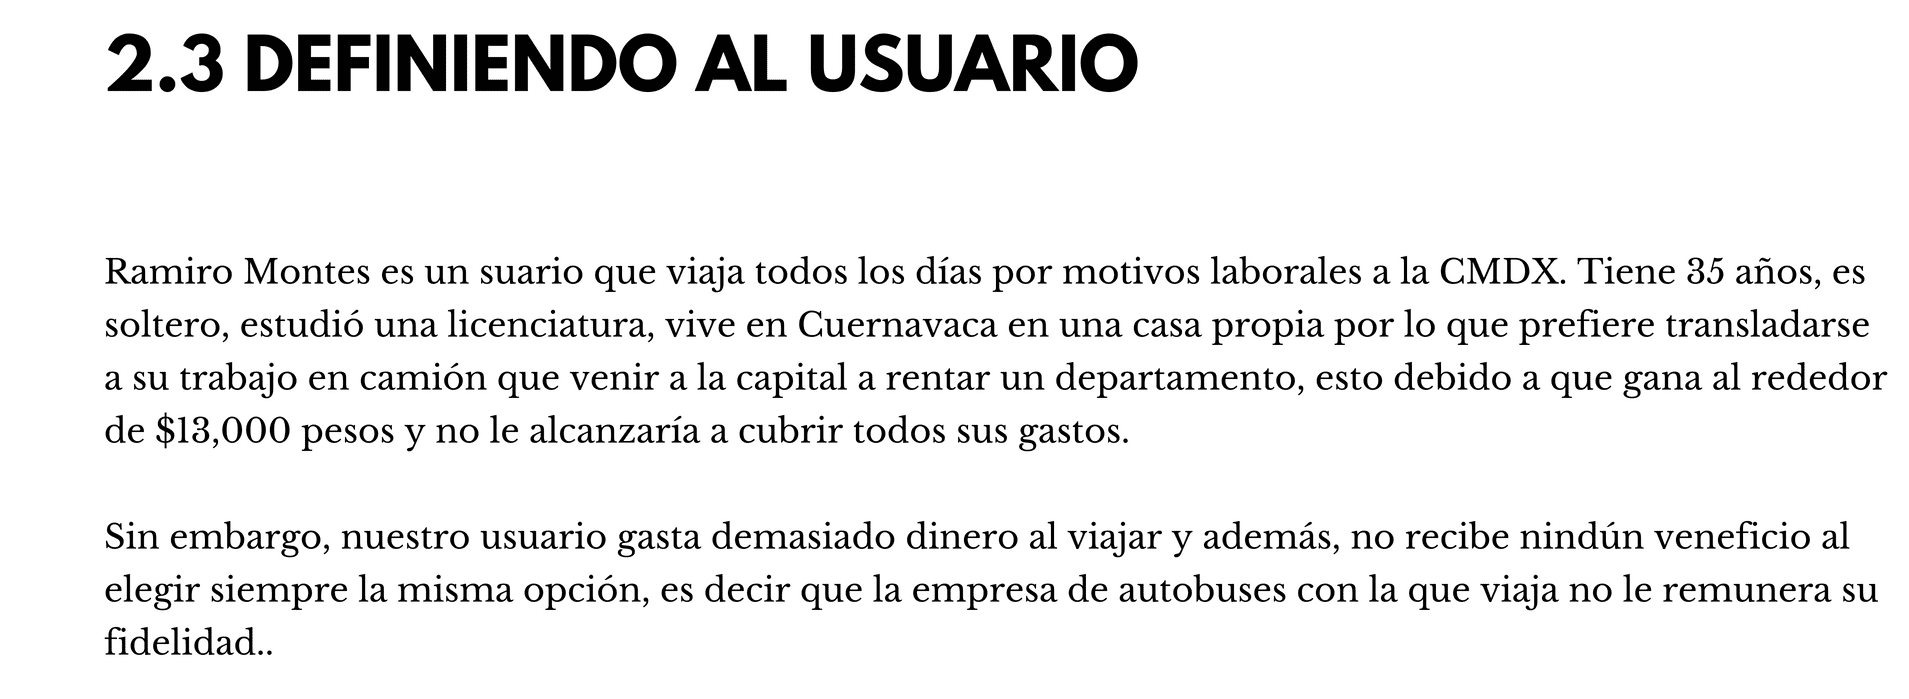 2.3 DEFINIENDO AL USUARIO
Ramiro Montes es un suario que viaja todos los días por motivos laborales a la CMDX. Tiene 35 años, es
soltero, estudió una licenciatura, vive en Cuernavaca en una casa propia por lo que prefiere transladarse
a su trabajo en camión que venir a la capital a rentar un departamento, esto debido a que gana al rededor
de $13,000 pesos y no le alcanzaría a cubrir todos sus gastos.
Sin embargo, nuestro usuario gasta demasiado dinero al viajar y además, no recibe nindún veneficio al
elegir siempre la misma opción, es decir que la empresa de autobuses con la que viaja no le remunera su
fidelidad..